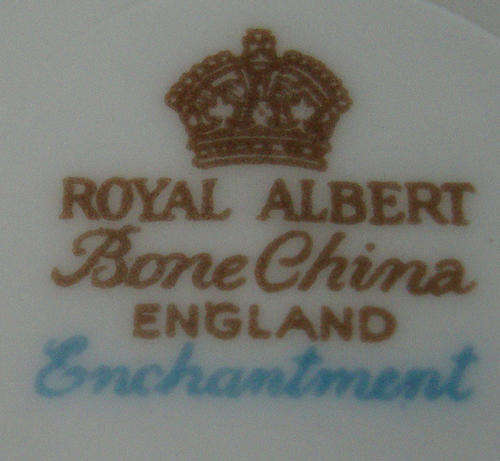 ROYAL ALBERT
Bone China
ENGLAND
Enchantment